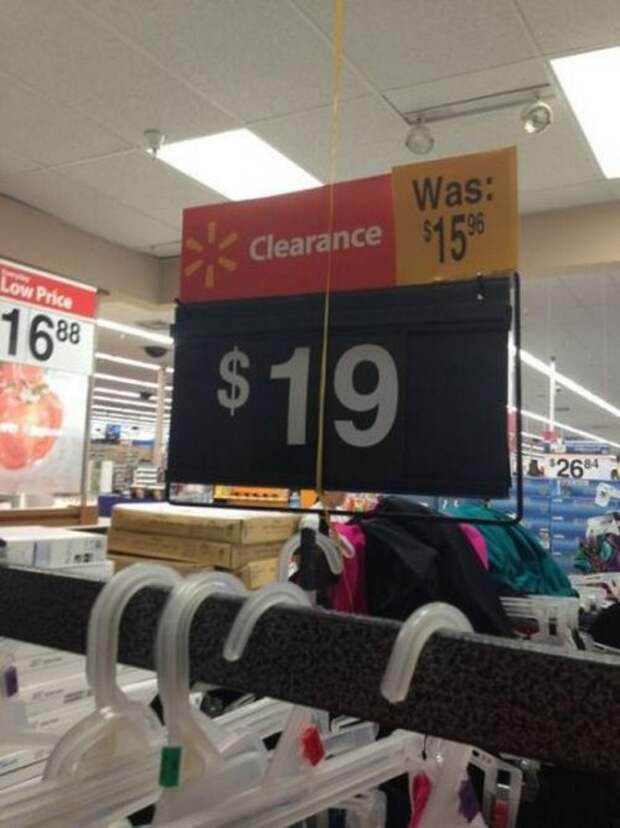 Was:
$15 96
Clearance
$19
Low Price
16 88
$26 84